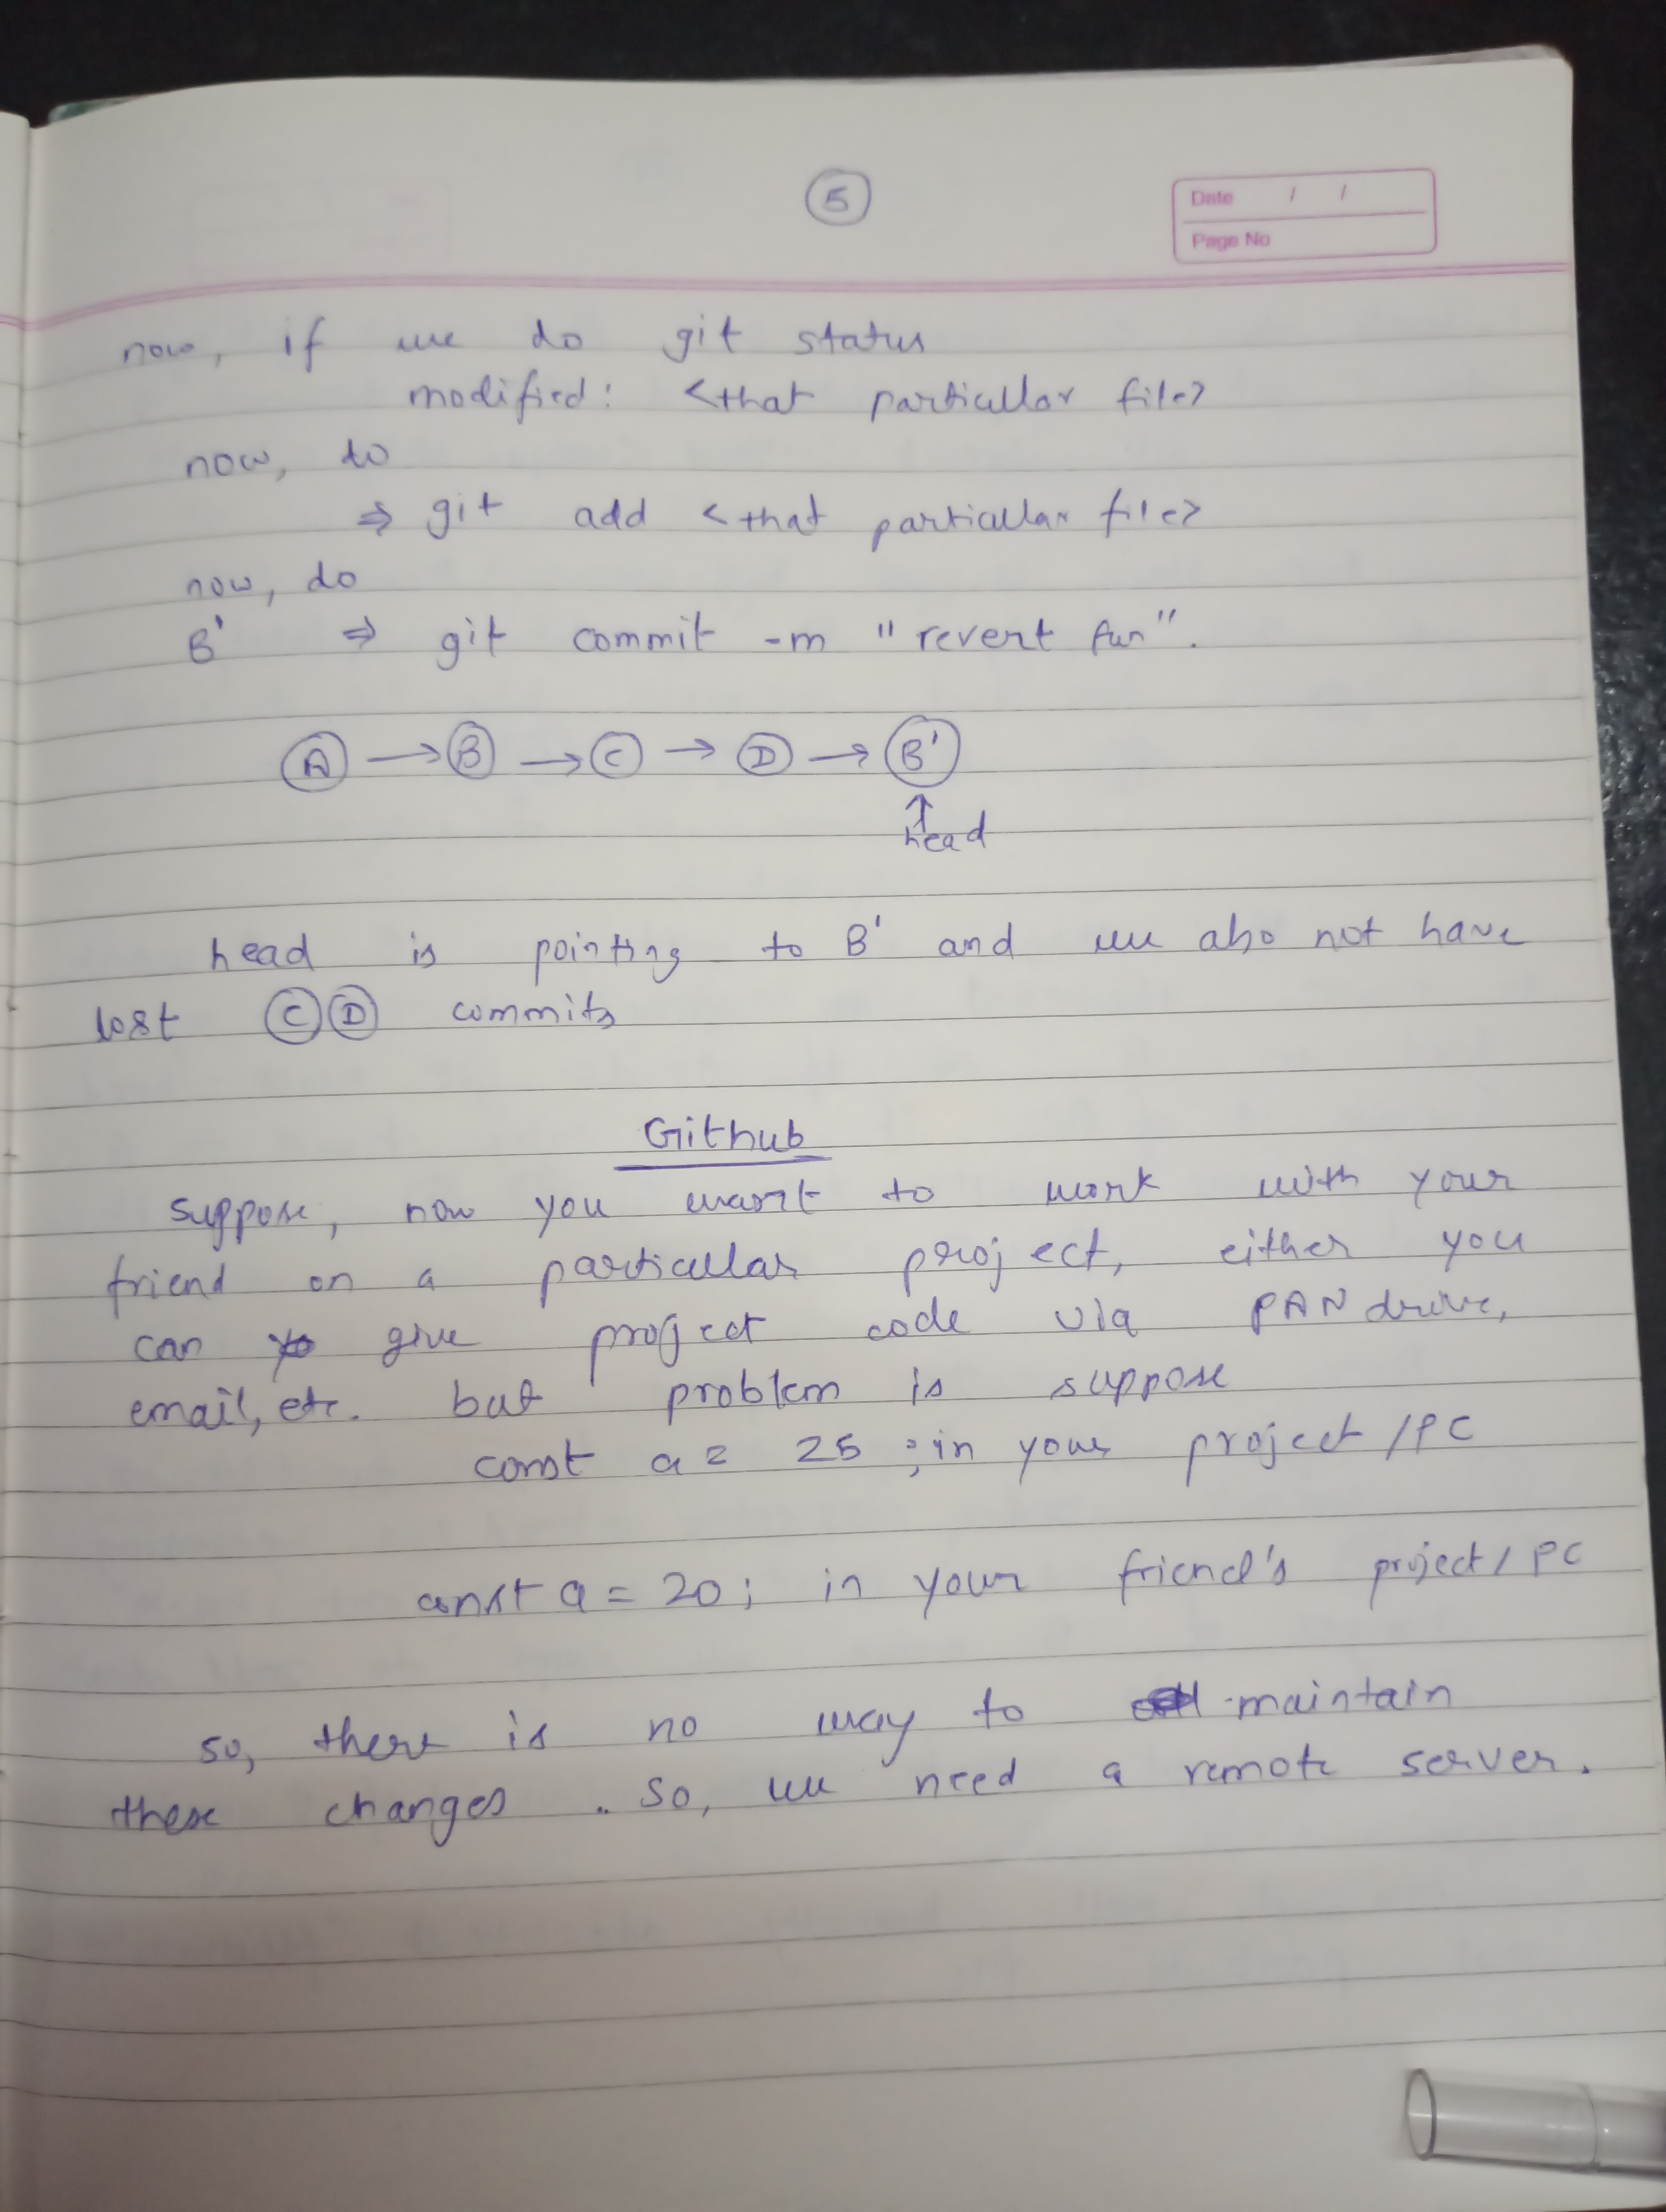 5
Date / /
Page No
now, if we do git status
modified: <that particullar file>
now, do
⇒ git add <that particullar file>
now, do
B' ⇒ git commit -m "revert fun".
A → B → C → D → B'
↑
head
head is pointing to B' and we also not have
lost C D commits
Github
suppose, now you want to work with your
friend on a particullar project, either you
can give project code via PAN drive,
email, etc. but problem is suppose
const a = 25 ; in your project / PC
const a = 20 ; in your friend's project / PC
so, there is no way to maintain
these changes . so, we need a remote server.